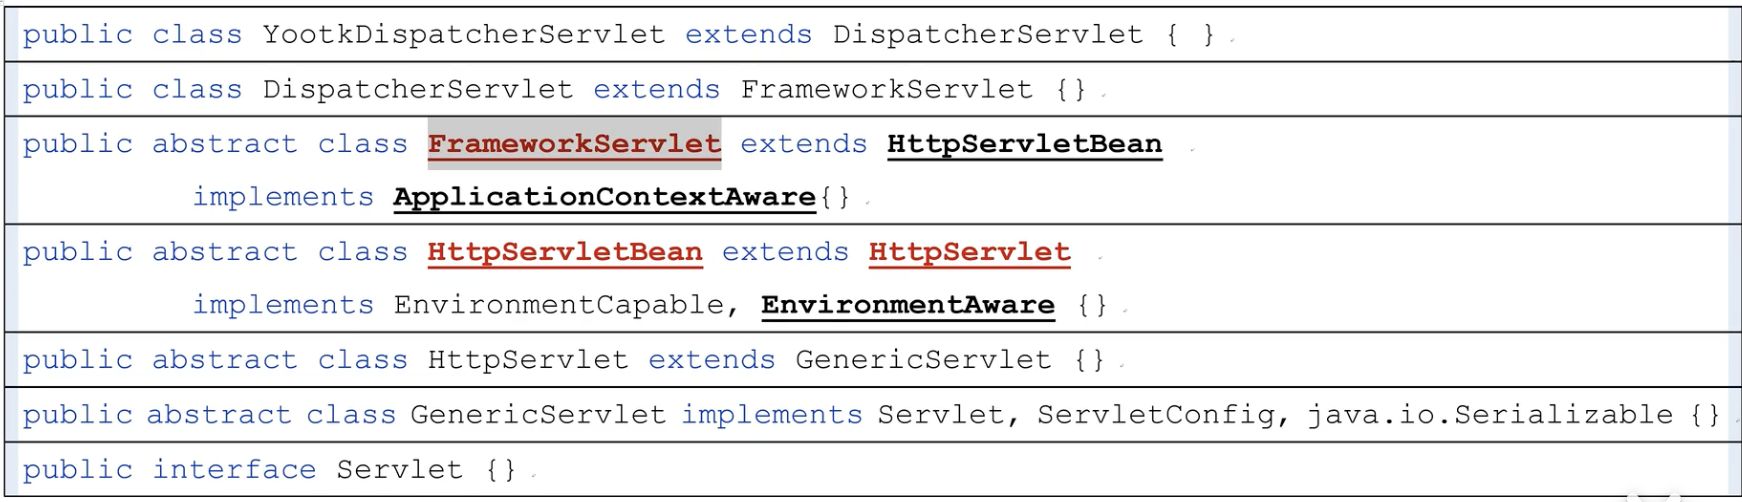 public class YootkDispatcherServlet extends DispatcherServlet { }
public class DispatcherServlet extends FrameworkServlet {}
public abstract class FrameworkServlet extends HttpServletBean
implements ApplicationContextAware{}
public abstract class HttpServletBean extends HttpServlet
implements EnvironmentCapable, EnvironmentAware {}
public abstract class HttpServlet extends GenericServlet {}
public abstract class GenericServlet implements Servlet, ServletConfig, java.io.Serializable {}
public interface Servlet {}